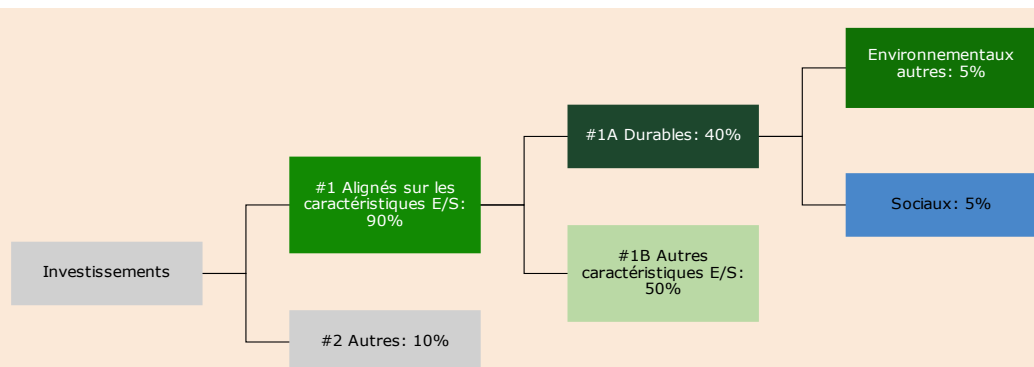 Environnementaux
autres: 5%
#1A Durables: 40%
#1 Alignés sur les
caractéristiques E/S:
90%
Sociaux: 5%
Investissements
#1B Autres
caractéristiques E/S:
50%
#2 Autres: 10%